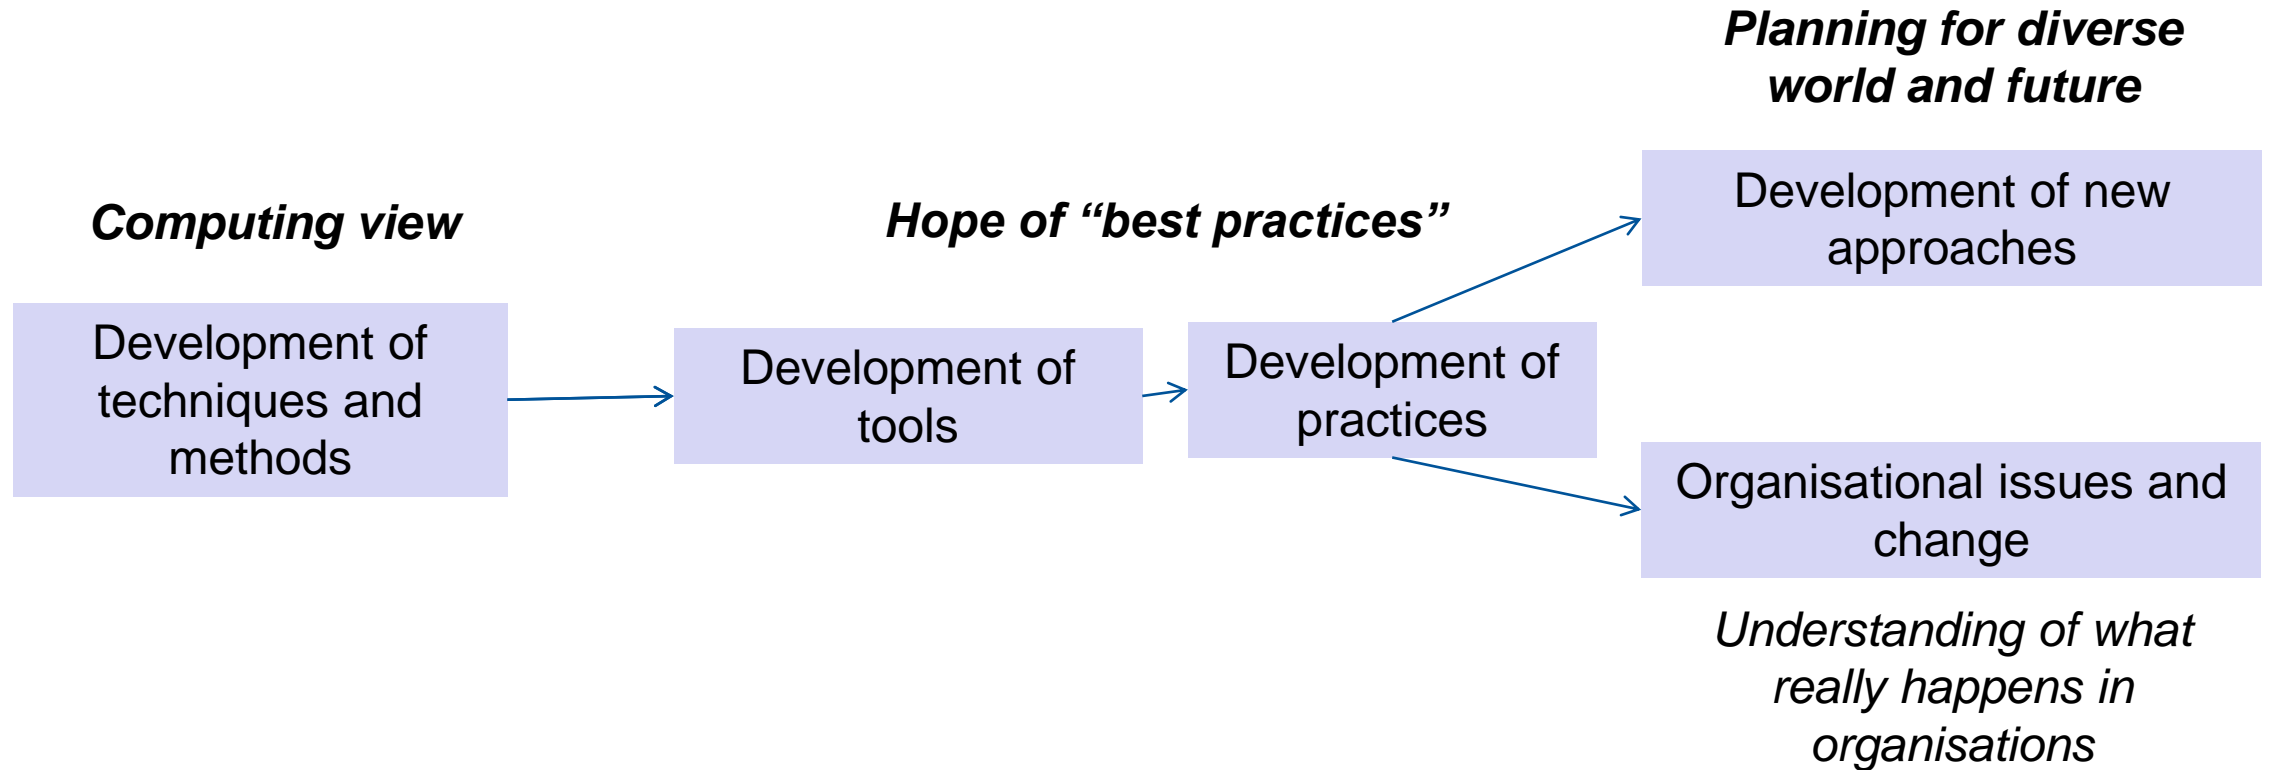 Planning for diverse
world and future
Computing view
Hope of “best practices”
Development of
techniques and
methods
Development of
tools
Development of
practices
Development of new
approaches
Organisational issues and
change
Understanding of what
really happens in
organisations